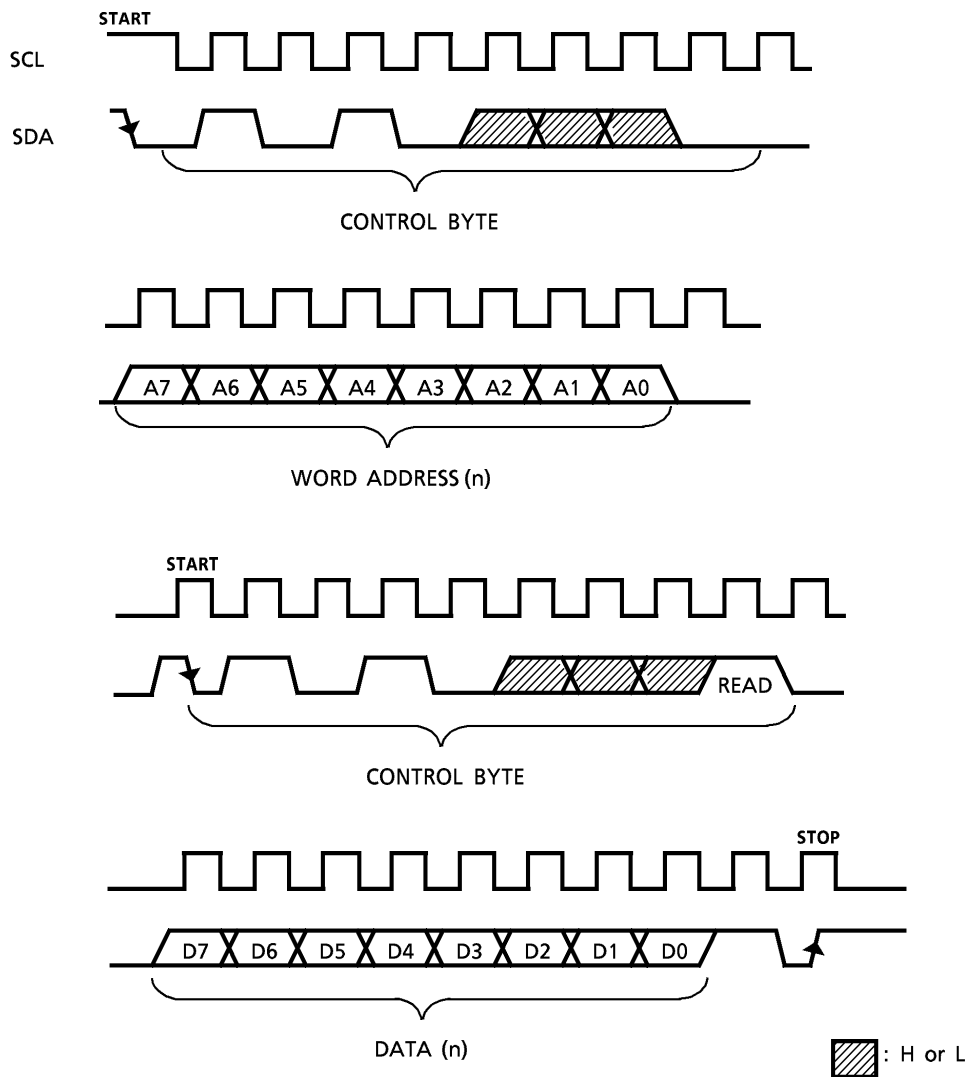 START
SCL
SDA
CONTROL BYTE
A7 A6 A5 A4 A3 A2 A1 A0
WORD ADDRESS (n)
START
READ
CONTROL BYTE
STOP
D7 D6 D5 D4 D3 D2 D1 D0
DATA (n)
: H or L